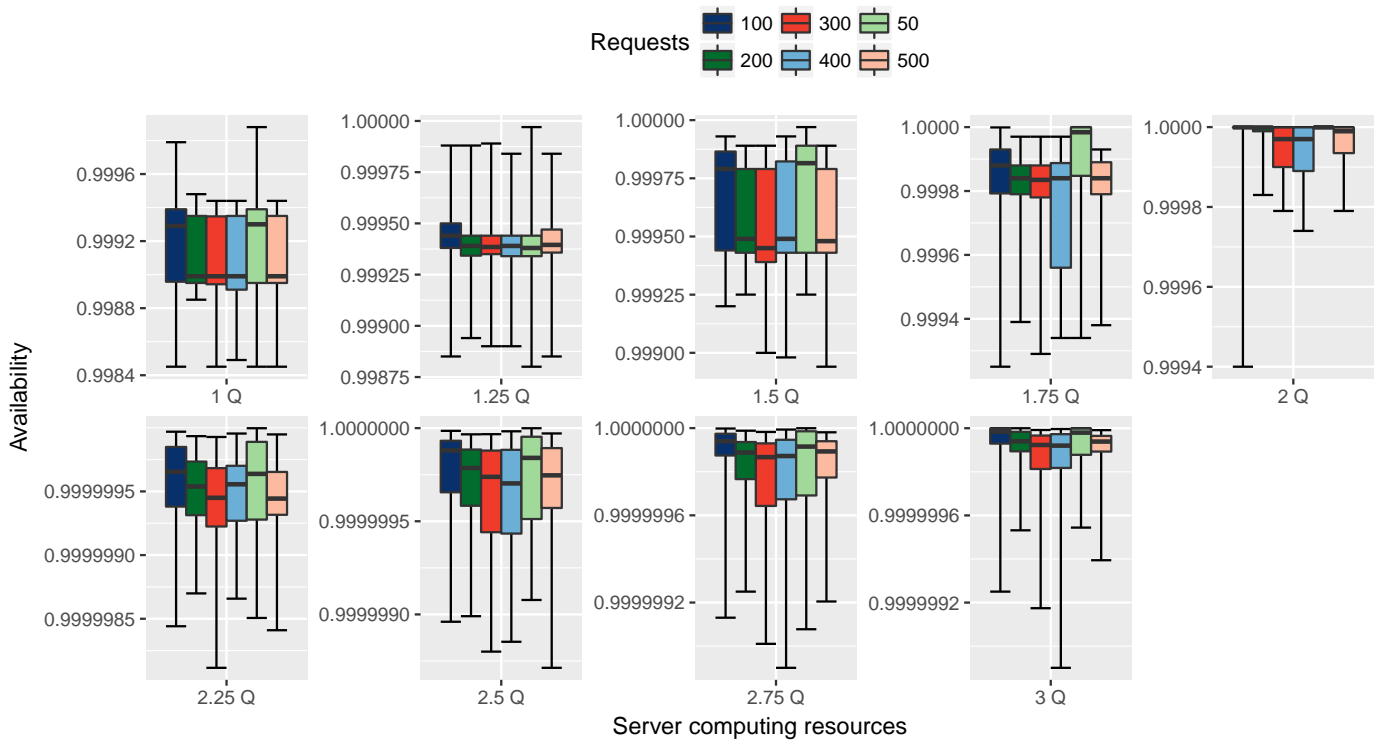 Requests
100 300 50
200 400 500
Availability
0.9996
0.9992
0.9988
0.9984
1 Q
1.00000
0.99975
0.99950
0.99925
0.99900
0.99875
1.25 Q
1.00000
0.99975
0.99950
0.99925
0.99900
1.5 Q
1.0000
0.9998
0.9996
0.9994
1.75 Q
1.0000
0.9998
0.9996
0.9994
2 Q
0.9999995
0.9999990
0.9999985
2.25 Q
1.0000000
0.9999995
0.9999990
2.5 Q
1.0000000
0.9999996
0.9999992
2.75 Q
1.0000000
0.9999996
0.9999992
3 Q
Server computing resources